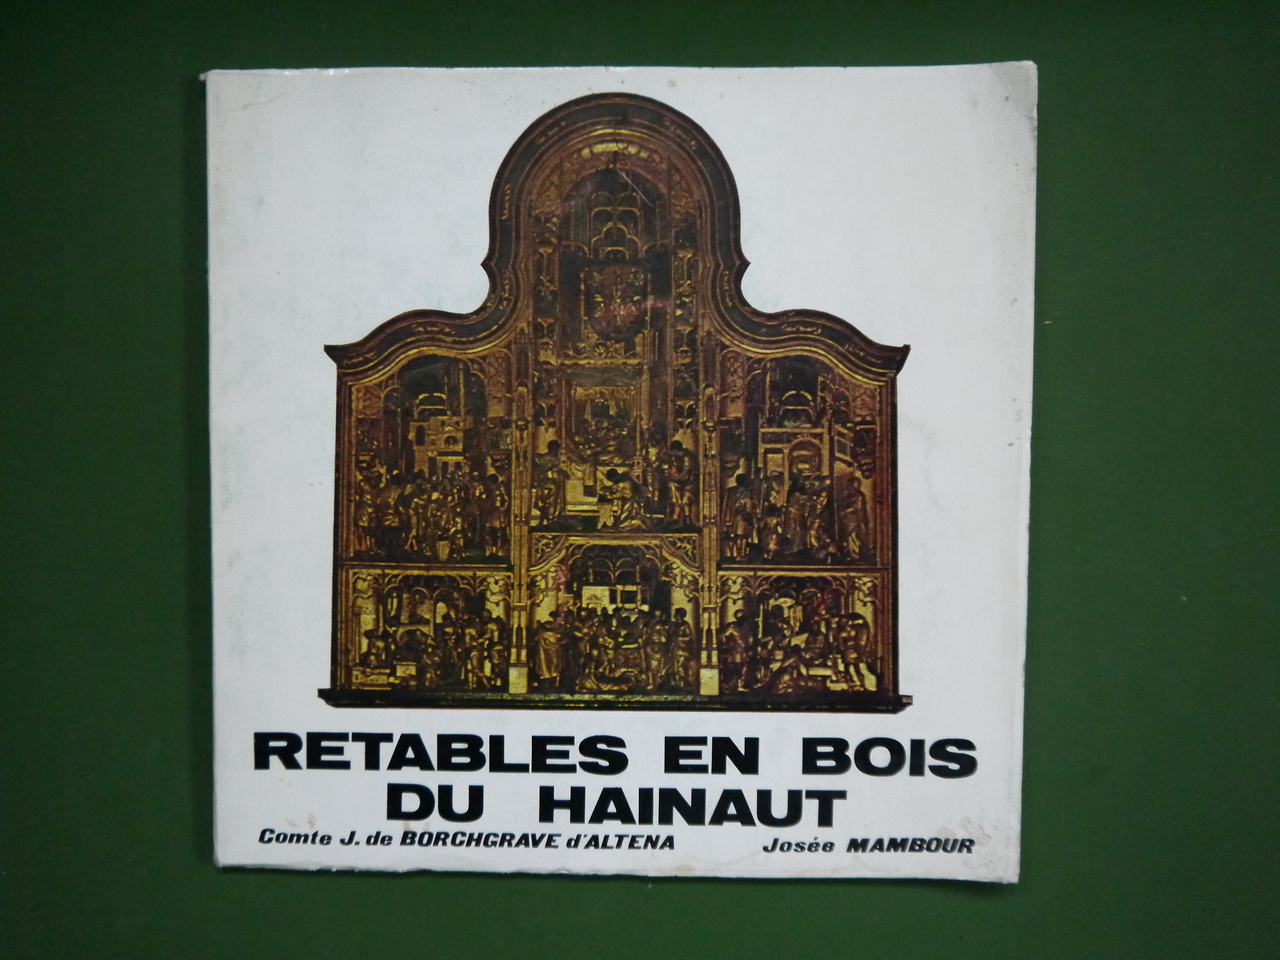 RETABLES EN BOIS
DU HAINAUT
Comte J. de BORCHGRAVE d'ALTENA Josée MAMBOUR